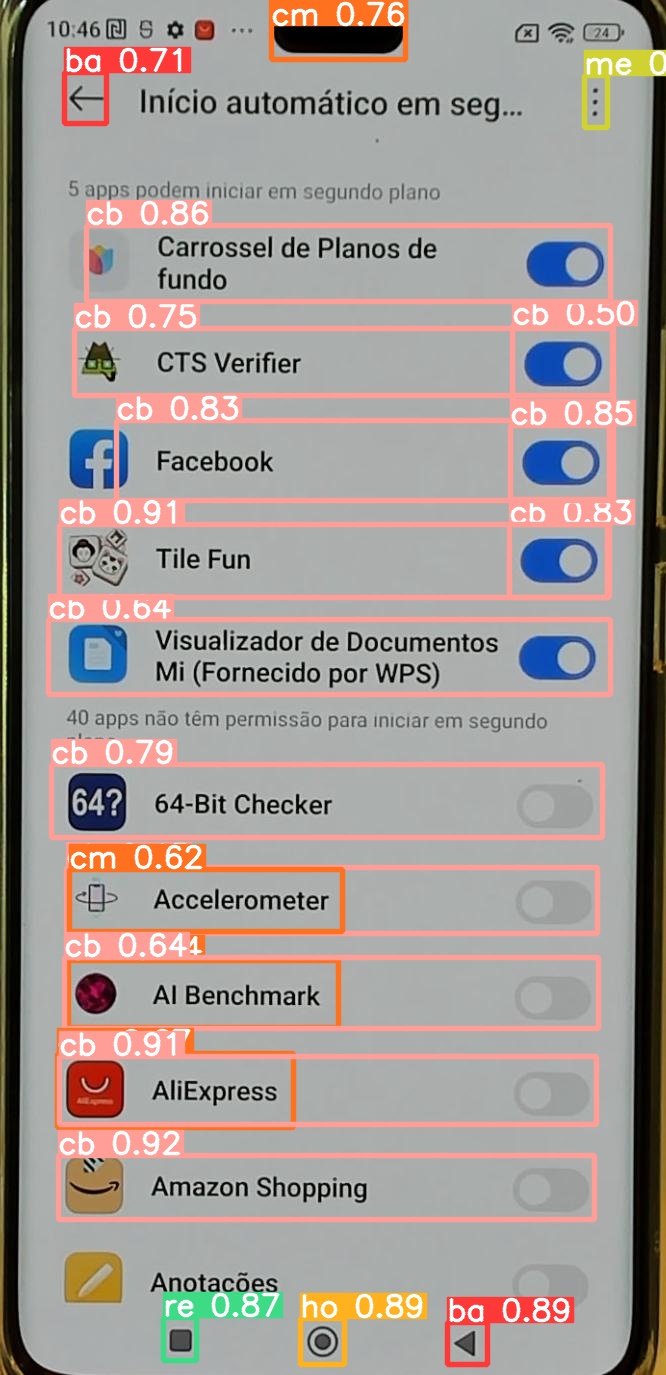 cm 0.76
10:46
24
ba 0.71
me 0
Início automático em seg...
5 apps podem iniciar em segundo plano
cb 0.86
Carrossel de Planos de
fundo
cb 0.75
cb 0.50
CTS Verifier
cb 0.83
cb 0.85
Facebook
cb 0.91
cb 0.83
Tile Fun
cb 0.64
Visualizador de Documentos
Mi (Fornecido por WPS)
40 apps não têm permissão para iniciar em segundo
cb 0.79
64?
64-Bit Checker
cm 0.62
Accelerometer
cb 0.64
AI Benchmark
cb 0.91
AliExpress
AliExpress
cb 0.92
Amazon Shopping
Anotações
re 0.87
ho 0.89
ba 0.89